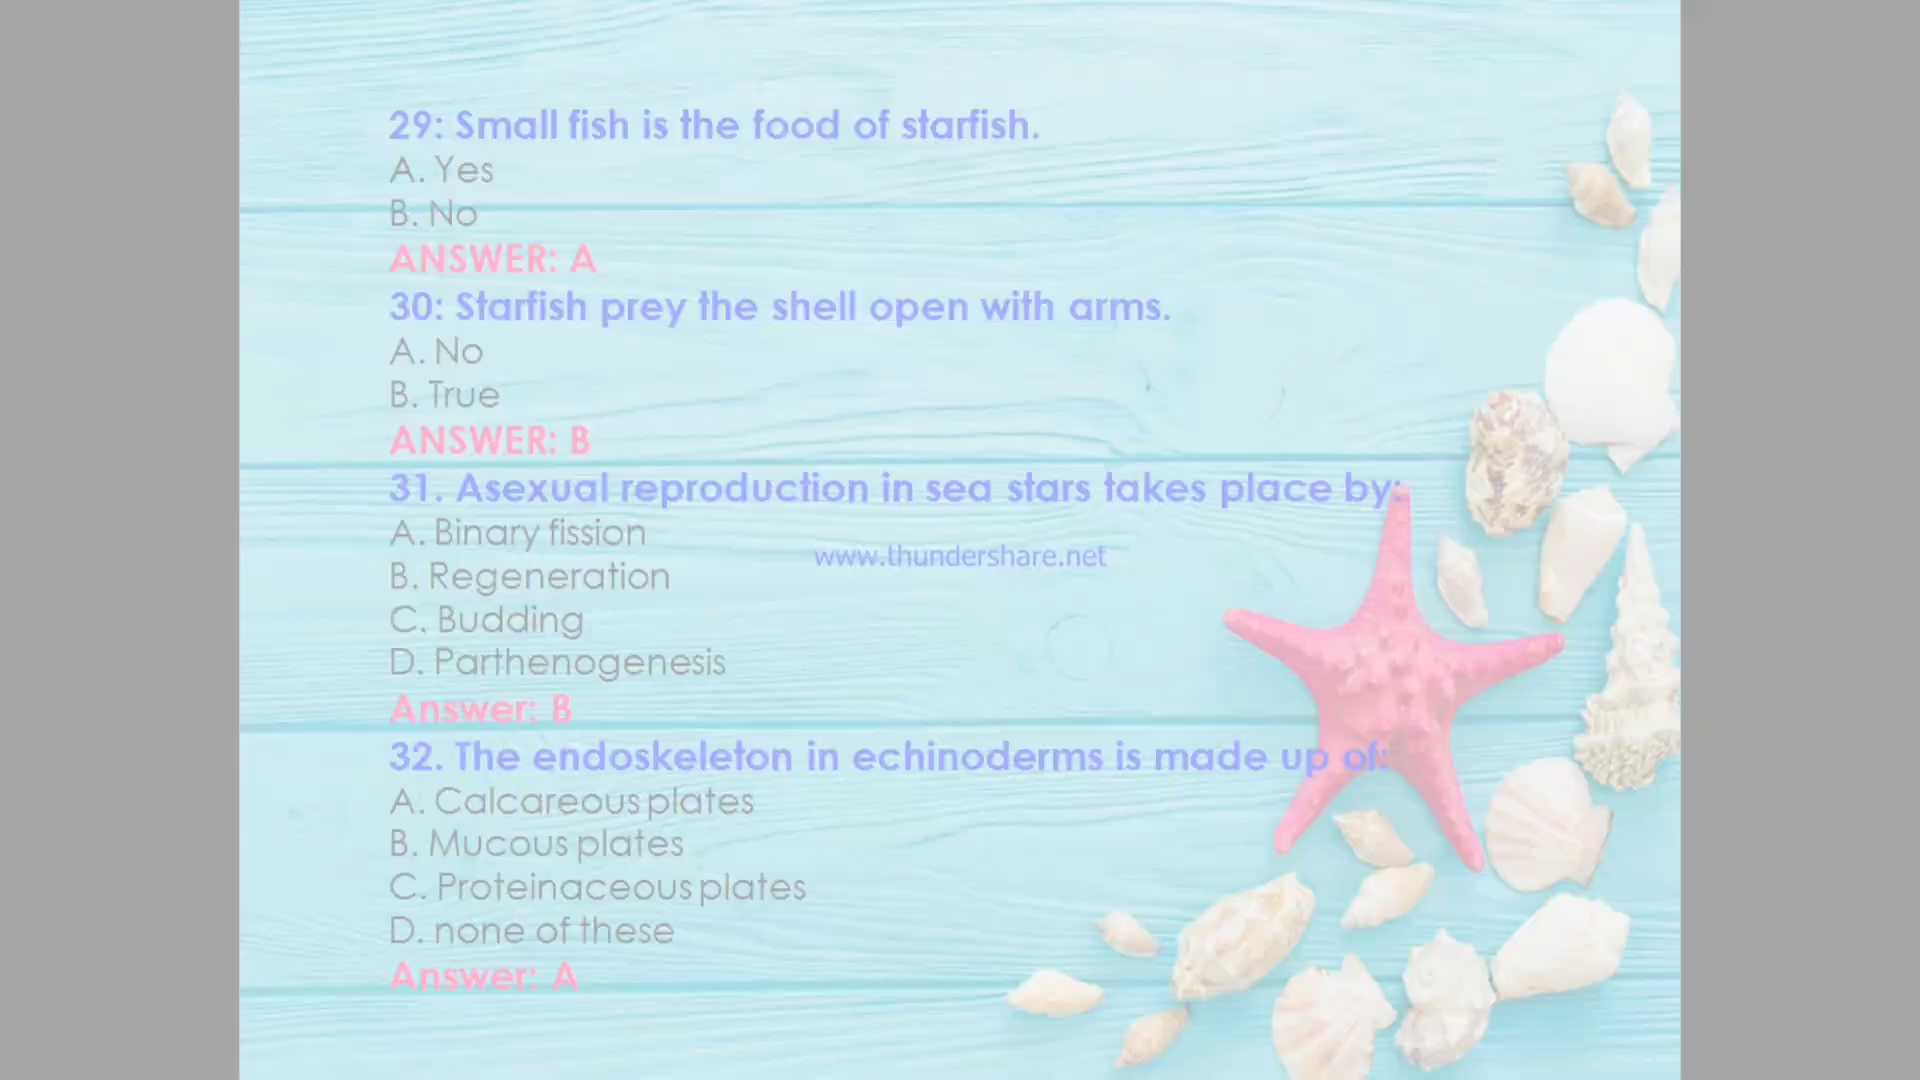 29: Small fish is the food of starfish.
A. Yes
B. No
ANSWER: A
30: Starfish prey the shell open with arms.
A. No
B. True
ANSWER: B
31. Asexual reproduction in sea stars takes place by:
A. Binary fission
www.thundershare.net
B. Regeneration
C. Budding
D. Parthenogenesis
Answer: B
32. The endoskeleton in echinoderms is made up of:
A. Calcareous plates
B. Mucous plates
C. Proteinaceous plates
D. none of these
Answer: A